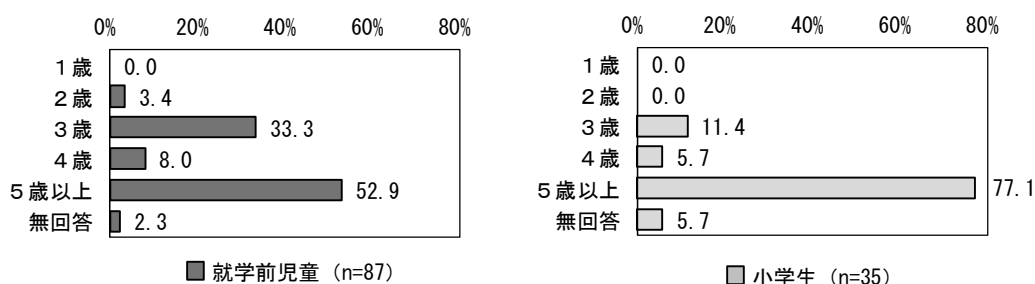 0% 20% 40% 60% 80%
1歳 0.0
2歳 3.4
3歳 33.3
4歳 8.0
5歳以上 52.9
無回答 2.3
就学前児童 (n=87)
0% 20% 40% 60% 80%
1歳 0.0
2歳 0.0
3歳 11.4
4歳 5.7
5歳以上 77.1
無回答 5.7
小学生 (n=35)